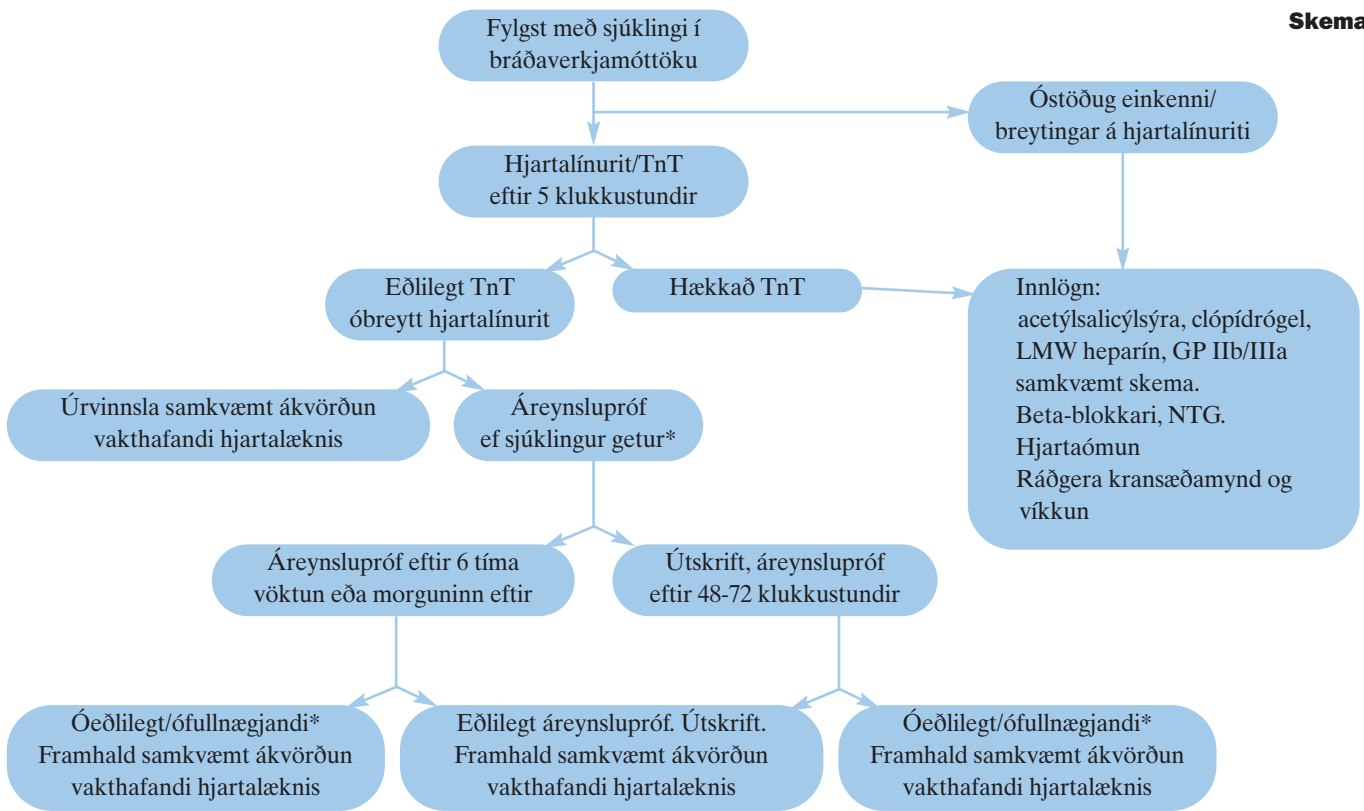 Skema
Fylgst með sjúklingi í
bráðaverkjamóttöku
Óstöðug einkenni/
breytingar á hjartalínuriti
Hjartalínurit/TnT
eftir 5 klukkustundir
Eðlilegt TnT
óbreytt hjartalínurit
Hækkað TnT
Innlögn:
acetýlsalicýlsýra, clópídrógel,
LMW heparín, GP IIb/IIIa
samkvæmt skema.
Beta-blokkari, NTG.
Hjartaómun
Ráðgera kransæðamynd og
víkkun
Úrvinnsla samkvæmt ákvörðun
vakthafandi hjartalæknis
Áreynslupróf
ef sjúklingur getur*
Áreynslupróf eftir 6 tíma
vöktun eða morguninn eftir
Útskrift, áreynslupróf
eftir 48-72 klukkustundir
Óeðlilegt/ófullnægjandi*
Framhald samkvæmt ákvörðun
vakthafandi hjartalæknis
Eðlilegt áreynslupróf. Útskrift.
Framhald samkvæmt ákvörðun
vakthafandi hjartalæknis
Óeðlilegt/ófullnægjandi*
Framhald samkvæmt ákvörðun
vakthafandi hjartalæknis